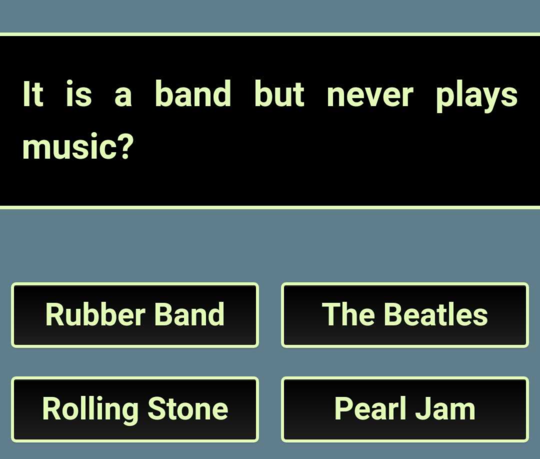 It is a band but never plays
music?
Rubber Band
The Beatles
Rolling Stone
Pearl Jam